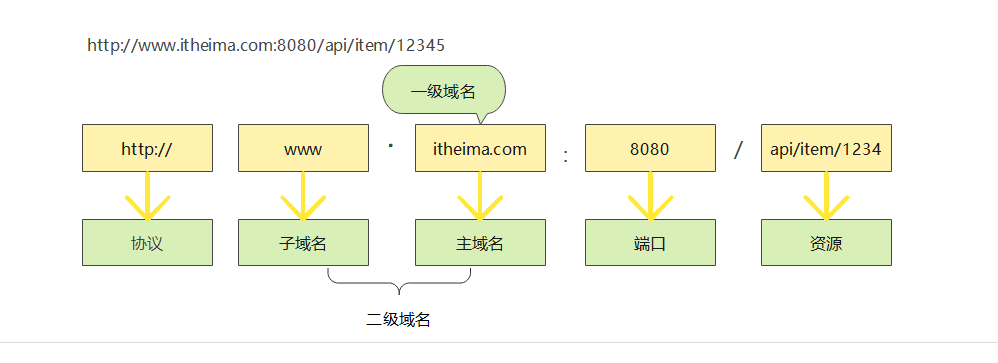 http://www.itheima.com:8080/api/item/12345
一级域名
http:// www · itheima.com : 8080 / api/item/1234
协议 子域名 主域名 端口 资源
二级域名